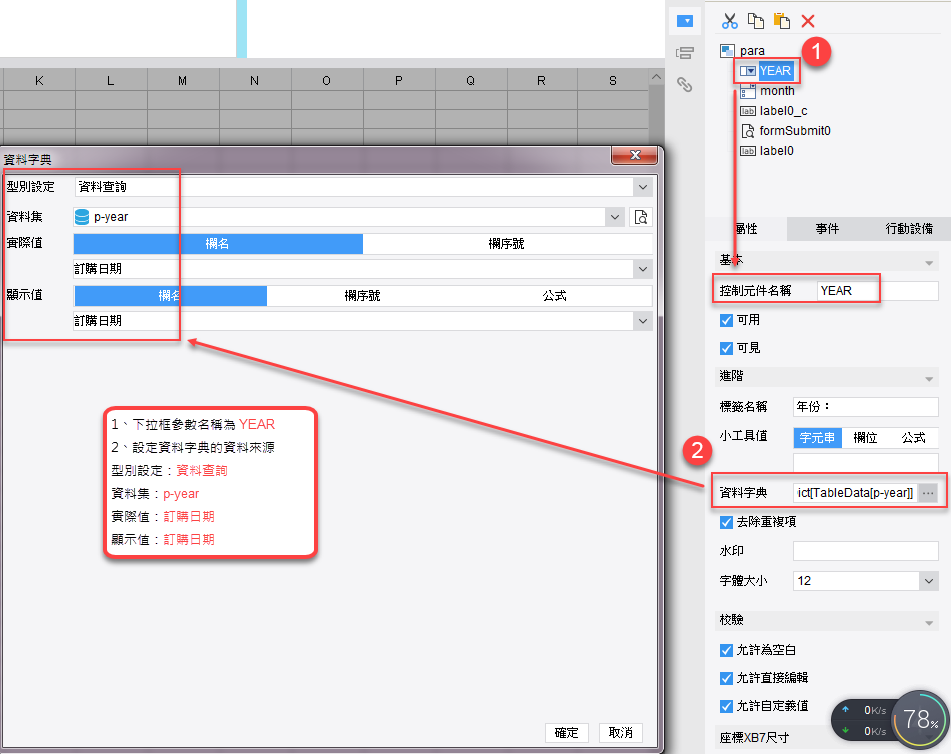 K L M N O P Q R S
para
1
YEAR
month
label0_c
formSubmit0
label0
資料字典
型別設定 資料查詢
資料集 p-year
實際值 欄名 欄序號
訂購日期
顯示值 欄名 欄序號 公式
訂購日期
1、下拉框參數名稱為 YEAR
2、設定資料字典的資料來源
型別設定：資料查詢
資料集：p-year
實際值：訂購日期
顯示值：訂購日期
確定 取消
屬性 事件 行動設備
基本
控制元件名稱 YEAR
可用
可見
進階
標籤名稱 年份：
小工具值 字元串 欄位 公式
2
資料字典 ict[TableData[p-year]] ...
去除重複項
水印
字體大小 12
校驗
允許為空白
允許直接編輯
允許自定義值
座標XB7尺寸
0K/s
0K/s
78%